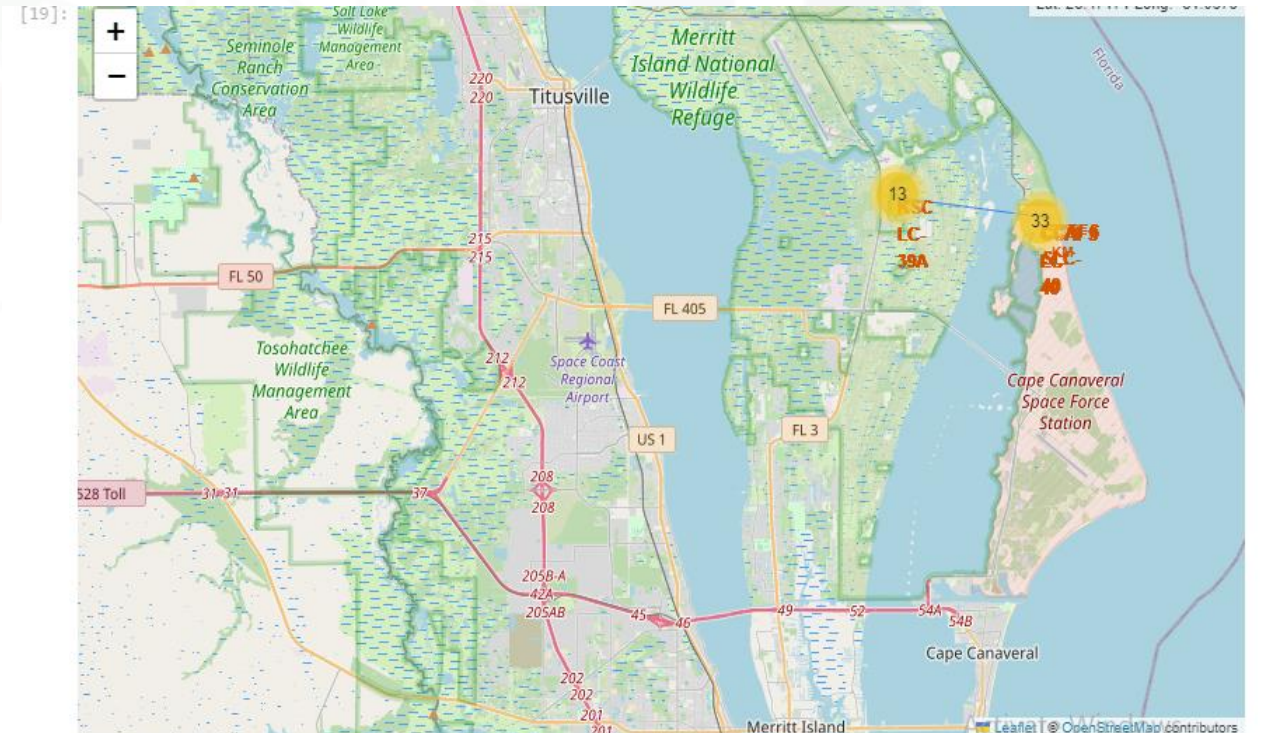 [19]:
+
−
Salt Lake
Wildlife
Management
Area
Seminole
Ranch
Conservation
Area
220
220
Titusville
Merritt
Island National
Wildlife
Refuge
Florida
13
KSC
LC-
39A
33
215
215
FL 50
FL 405
212
212
Space Coast
Regional
Airport
Tosohatchee
Wildlife
Management
Area
Cape Canaveral
Space Force
Station
US 1
FL 3
528 Toll
31
31
37
208
208
205B-A
42A
205AB
45
46
49
52
54A
54B
Cape Canaveral
202
202
201
201
Merritt Island
Leaflet | © OpenStreetMap contributors